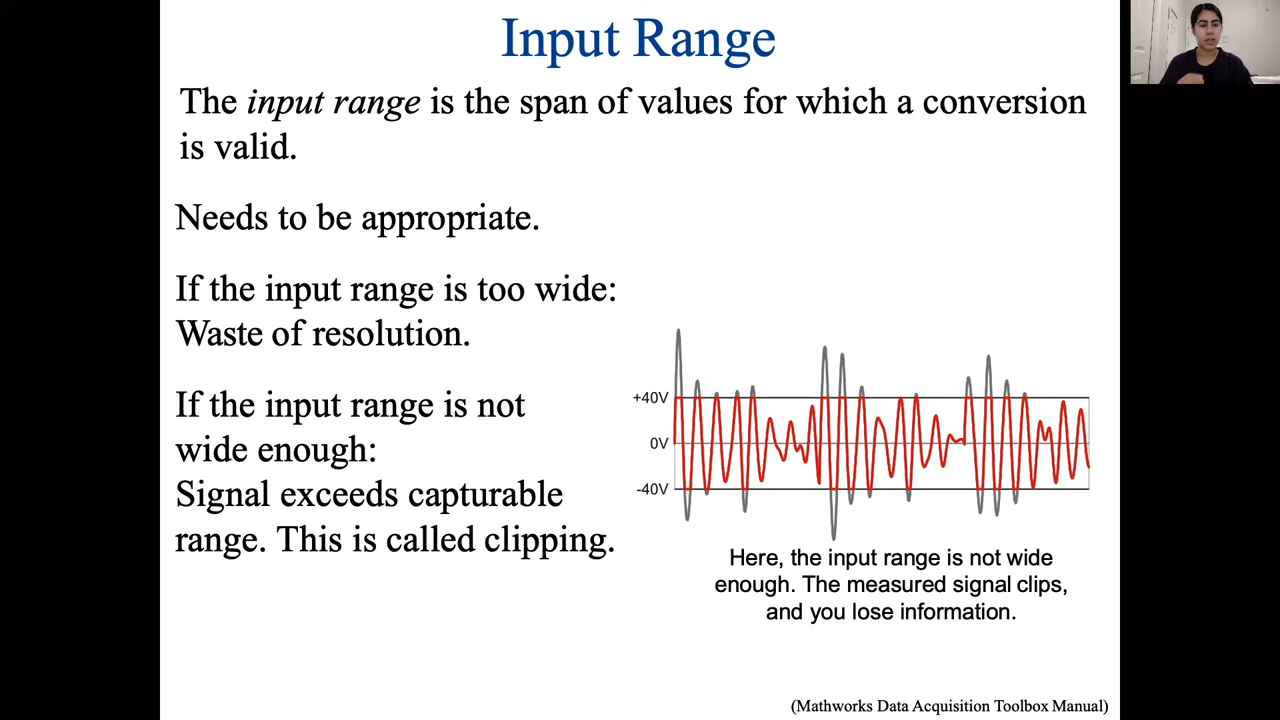 Input Range
The input range is the span of values for which a conversion
is valid.
Needs to be appropriate.
If the input range is too wide:
Waste of resolution.
If the input range is not
wide enough:
Signal exceeds capturable
range. This is called clipping.
+40V
0V
-40V
Here, the input range is not wide
enough. The measured signal clips,
and you lose information.
(Mathworks Data Acquisition Toolbox Manual)